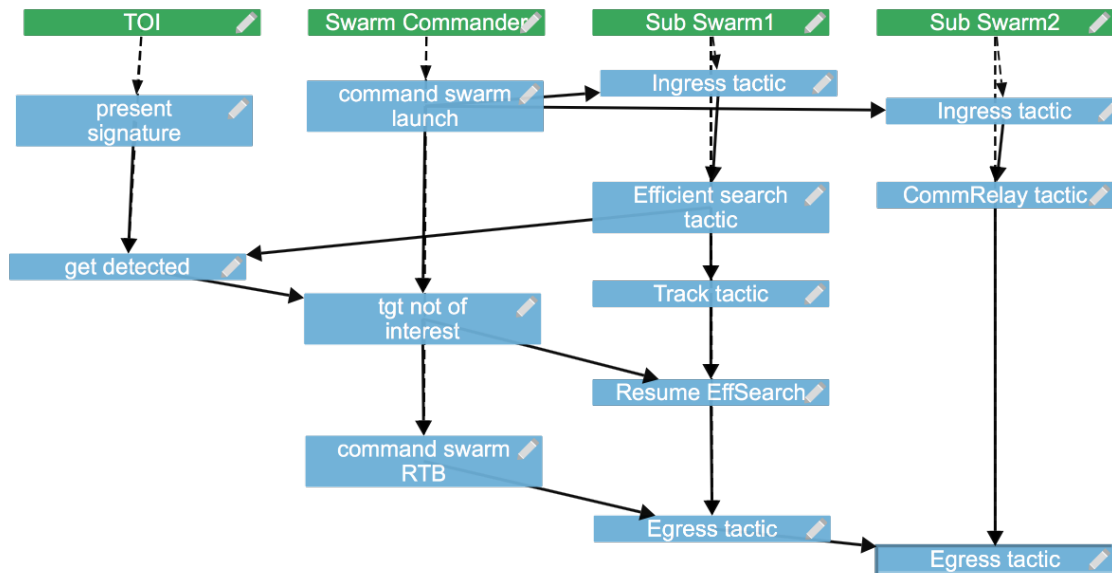 TOI
Swarm Commander
Sub Swarm1
Sub Swarm2
present
signature
command swarm
launch
Ingress tactic
Ingress tactic
Efficient search
tactic
CommRelay tactic
get detected
tgt not of
interest
Track tactic
Resume EffSearch
command swarm
RTB
Egress tactic
Egress tactic